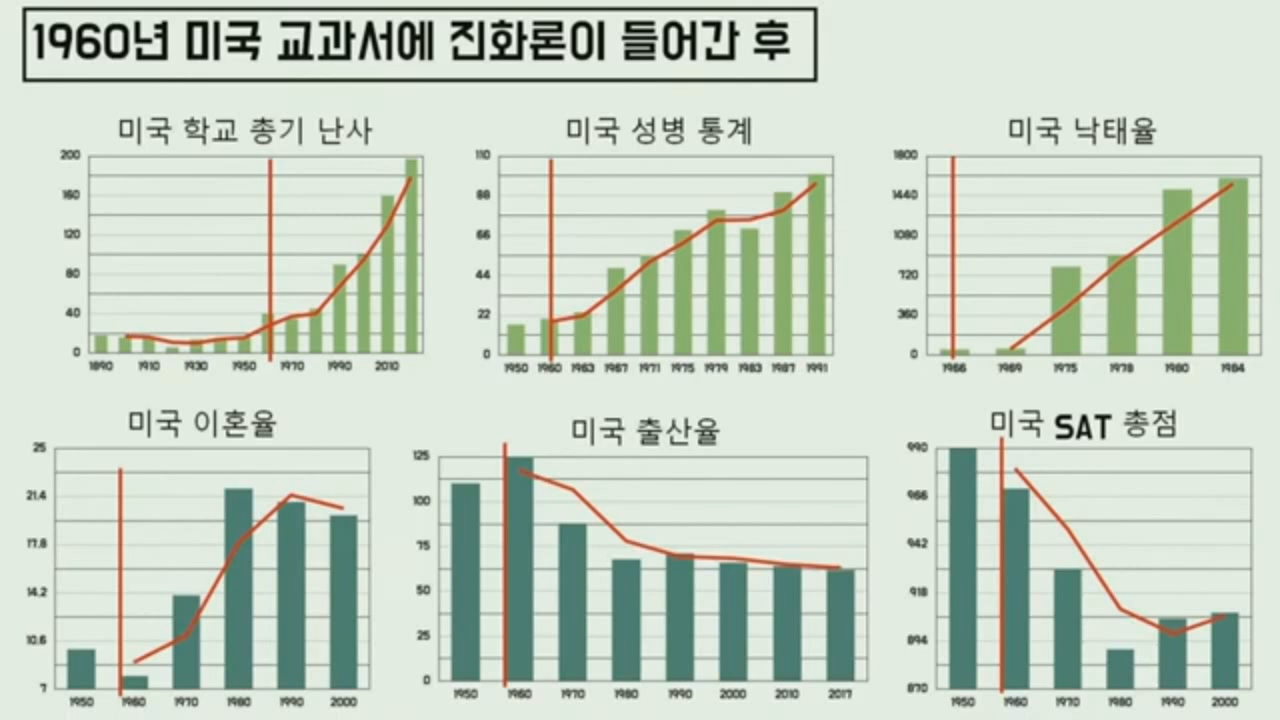 1960년 미국 교과서에 진화론이 들어간 후
미국 학교 총기 난사
200
160
120
80
40
0
1890 1910 1930 1950 1970 1990 2010
미국 성병 통계
110
88
66
44
22
0
1950 1960 1963 1967 1971 1975 1979 1983 1987 1991
미국 낙태율
1800
1440
1080
720
360
0
1966 1969 1975 1978 1980 1984
미국 이혼율
25
21.4
17.8
14.2
10.6
7
1950 1960 1970 1980 1990 2000
미국 출산율
125
100
75
50
25
0
1950 1960 1970 1980 1990 2000 2010 2017
미국 SAT 총점
990
966
942
918
894
870
1950 1960 1970 1980 1990 2000